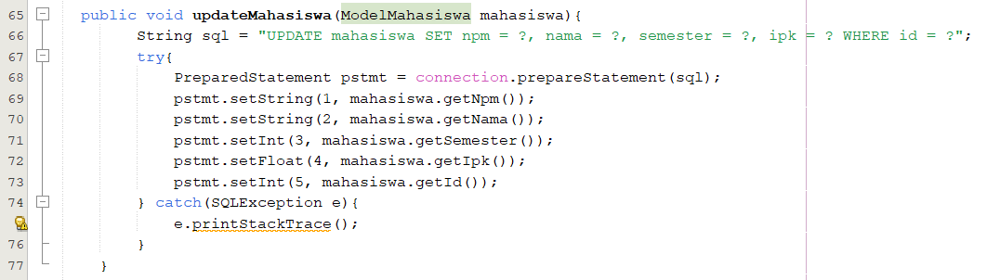 65 public void updateMahasiswa(ModelMahasiswa mahasiswa){
66 String sql = "UPDATE mahasiswa SET npm = ?, nama = ?, semester = ?, ipk = ? WHERE id = ?";
67 try{
68 PreparedStatement pstmt = connection.prepareStatement(sql);
69 pstmt.setString(1, mahasiswa.getNpm());
70 pstmt.setString(2, mahasiswa.getNama());
71 pstmt.setInt(3, mahasiswa.getSemester());
72 pstmt.setFloat(4, mahasiswa.getIpk());
73 pstmt.setInt(5, mahasiswa.getId());
74 } catch(SQLException e){
e.printStackTrace();
76 }
77 }